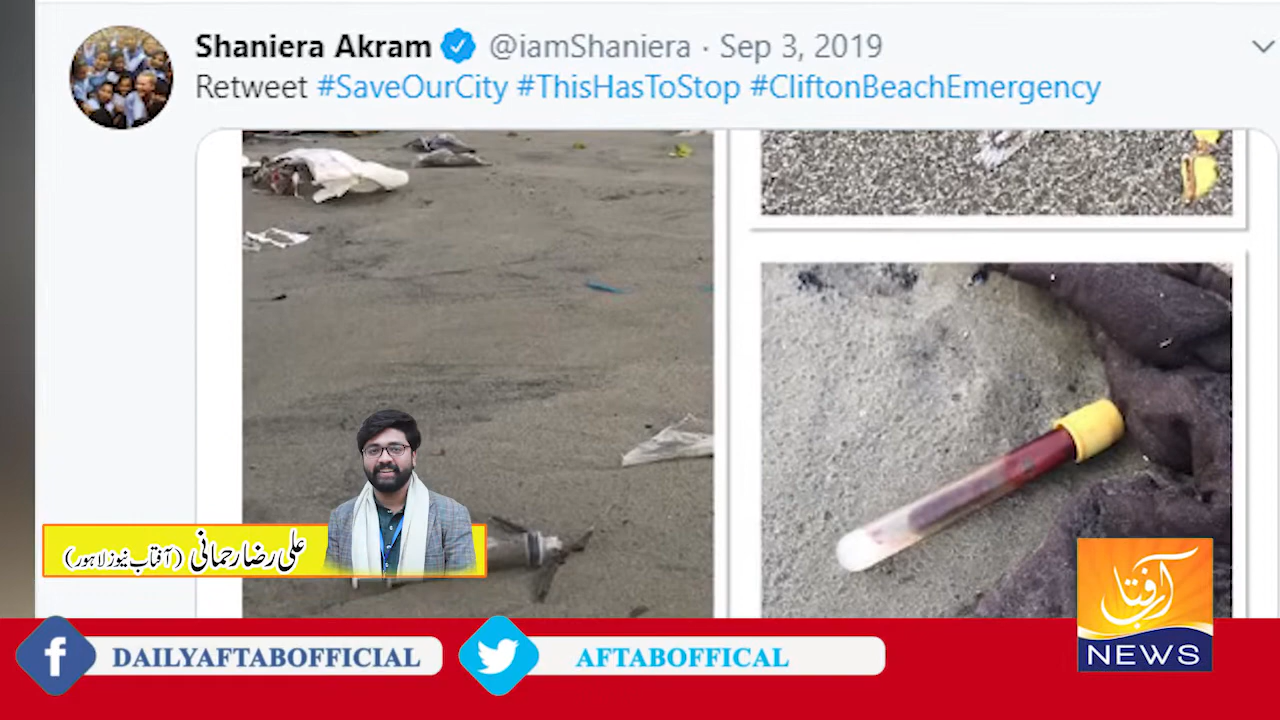 Shaniera Akram @iamShaniera · Sep 3, 2019
Retweet #SaveOurCity #ThisHasToStop #CliftonBeachEmergency
علی رضا رحمانی (آفتاب نیوز لاہور)
آفتاب
NEWS
DAILYAFTABOFFICIAL
AFTABOFFICAL